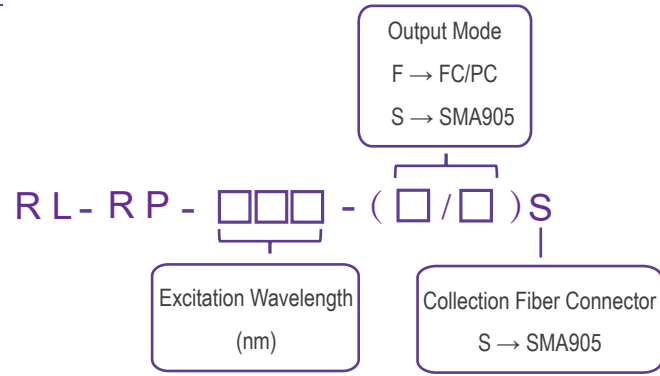 Output Mode
F → FC/PC
S → SMA905
RL-RP-□□□-(□/□)S
Excitation Wavelength
(nm)
Collection Fiber Connector
S → SMA905